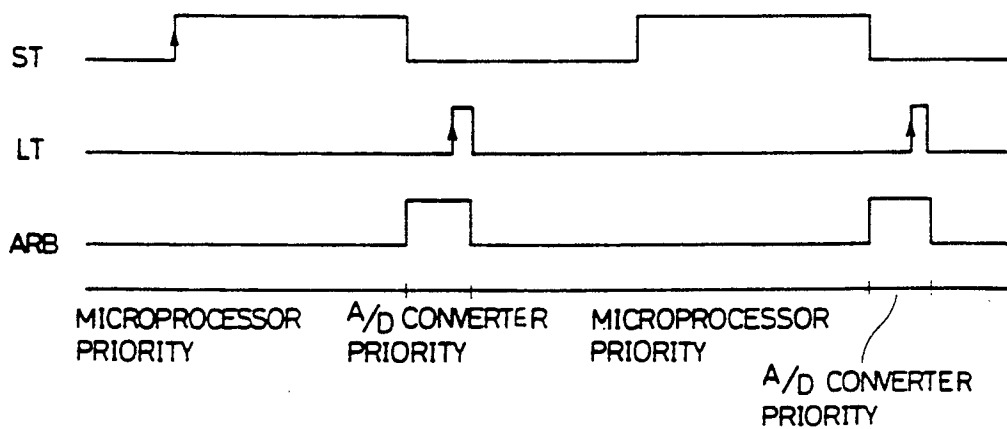 ST
LT
ARB
MICROPROCESSOR PRIORITY
A/D CONVERTER PRIORITY
MICROPROCESSOR PRIORITY
A/D CONVERTER PRIORITY